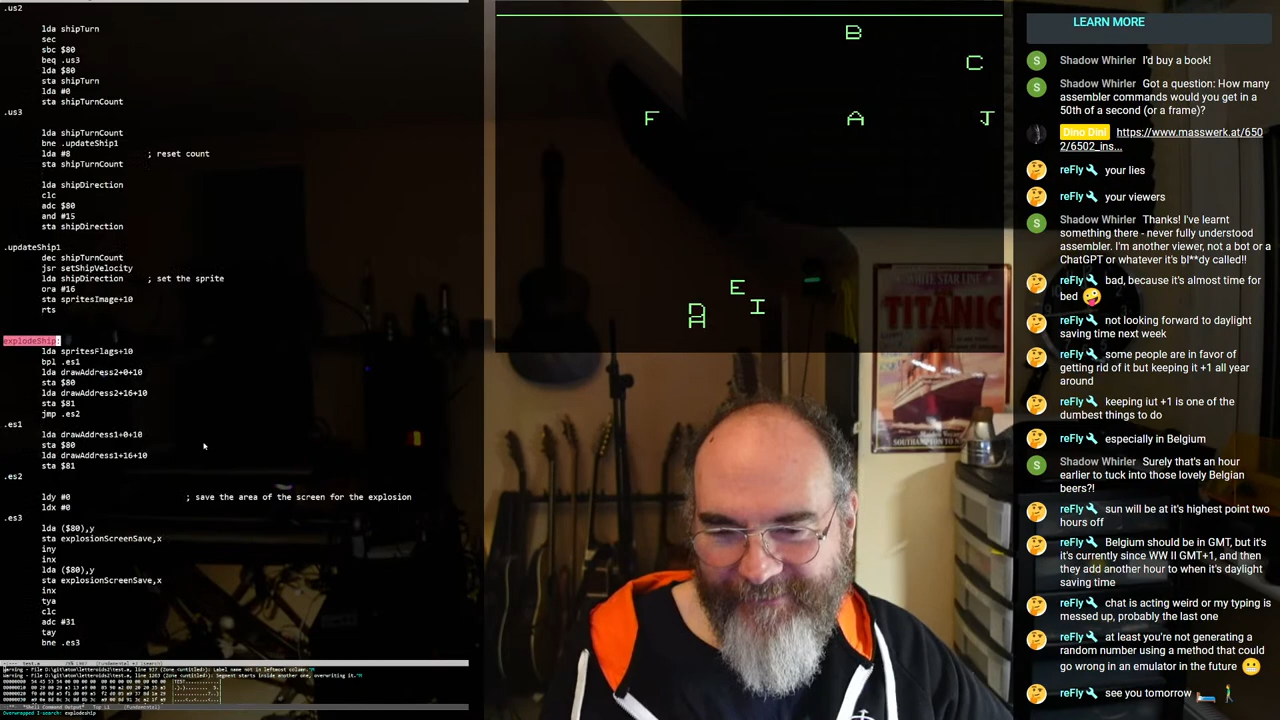 .us2
lda shipTurn
sec
sbc $80
beq .us3
lda $80
sta shipTurn
lda #0
sta shipTurnCount
.us3
lda shipTurnCount
bne .updateShip1
lda #8 ; reset count
sta shipTurnCount
lda shipDirection
clc
adc $80
and #15
sta shipDirection
.updateShip1
dec shipTurnCount
jsr setShipVelocity
lda shipDirection ; set the sprite
ora #16
sta spritesImage+10
rts
explodeShip:
lda spritesFlags+10
bpl .es1
lda drawAddress2+0+10
sta $80
lda drawAddress2+16+10
sta $81
jmp .es2
.es1
lda drawAddress1+0+10
sta $80
lda drawAddress1+16+10
sta $81
.es2
ldy #0 ; save the area of the screen for the explosion
ldx #0
.es3
lda ($80),y
sta explosionScreenSave,x
iny
inx
lda ($80),y
sta explosionScreenSave,x
inx
tya
clc
adc #31
tay
bne .es3
Overwrapped I-search: explodeship
B
C
F A J
E
I
D
A
WHITE STAR LINE
TITANIC
LEARN MORE
S Shadow Whirler I'd buy a book!
S Shadow Whirler Got a question: How many
assembler commands would you get in a
50th of a second (or a frame)?
Dino Dini https://www.masswerk.at/650
2/6502_ins...
reFly your lies
reFly your viewers
S Shadow Whirler Thanks! I've learnt
something there - never fully understood
assembler. I'm another viewer, not a bot or a
ChatGPT or whatever it's bl**dy called!!
reFly bad, because it's almost time for
bed
reFly not looking forward to daylight
saving time next week
reFly some people are in favor of
getting rid of it but keeping it +1 all year
around
reFly keeping iut +1 is one of the
dumbest things to do
reFly especially in Belgium
S Shadow Whirler Surely that's an hour
earlier to tuck into those lovely Belgian
beers?!
reFly sun will be at it's highest point two
hours off
reFly Belgium should be in GMT, but it's
it's currently since WW II GMT+1, and then
they add another hour to when it's daylight
saving time
reFly chat is acting weird or my typing is
messed up, probably the last one
reFly at least you're not generating a
random number using a method that could
go wrong in an emulator in the future
reFly see you tomorrow